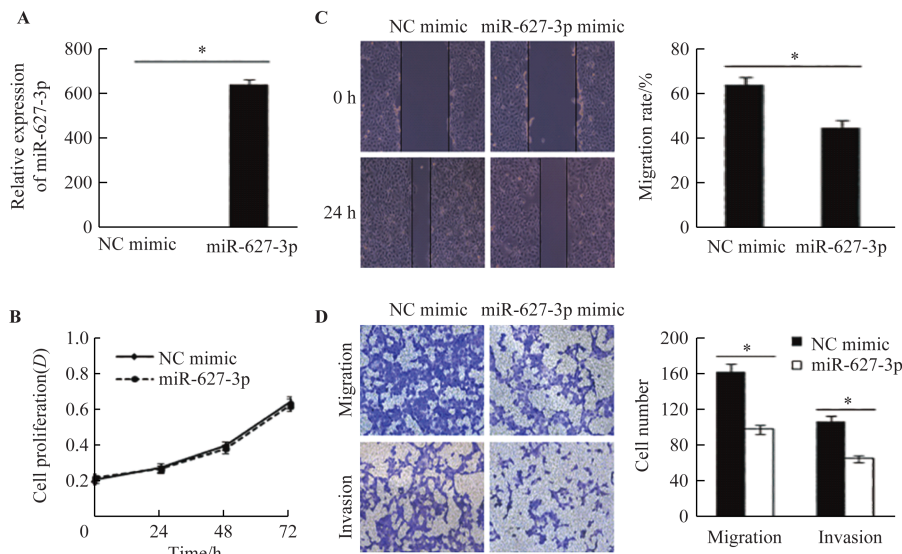 A
*
Relative expression
of miR-627-3p
800
600
400
200
0
NC mimic
miR-627-3p
C
NC mimic
miR-627-3p mimic
0 h
24 h
*
Migration rate/%
80
60
40
20
0
NC mimic
miR-627-3p
B
Cell proliferation(D)
1.0
0.8
0.6
0.4
0.2
0
24
48
72
Time/h
NC mimic
miR-627-3p
D
NC mimic
miR-627-3p mimic
Migration
Invasion
Cell number
160
120
80
40
0
NC mimic
miR-627-3p
*
*
Migration
Invasion